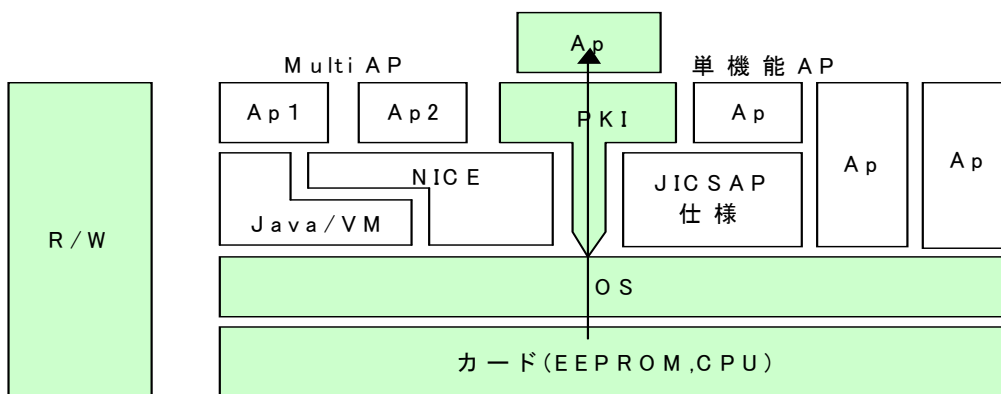 Ap
Multi AP
単機能AP
Ap1
Ap2
PKI
Ap
Ap
Ap
NICE
JICSAP
仕様
Java/VM
R/W
OS
カード(EEPROM,CPU)